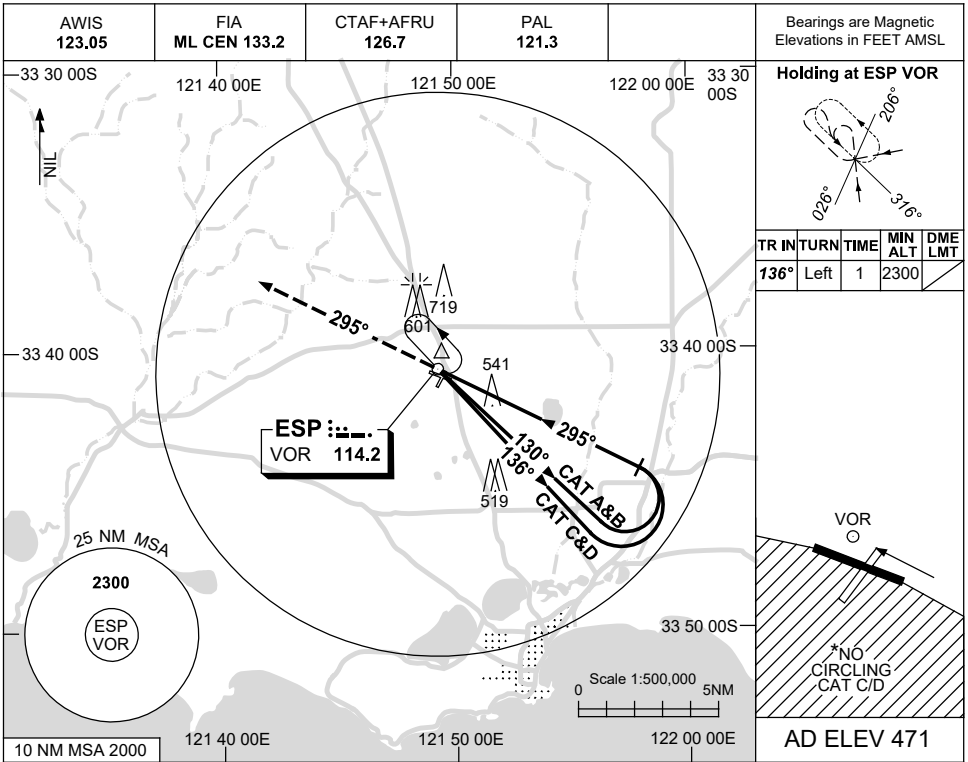 AWIS
123.05
FIA
ML CEN 133.2
CTAF+AFRU
126.7
PAL
121.3
Bearings are Magnetic
Elevations in FEET AMSL
33 30 00S
121 40 00E
121 50 00E
122 00 00E
33 30
00S
NIL
719
601
295°
33 40 00S
33 40 00S
541
295°
130°
136°
CAT A&B
CAT C&D
519
ESP
VOR 114.2
25 NM MSA
2300
ESP
VOR
33 50 00S
Scale 1:500,000
0
5NM
10 NM MSA 2000
121 40 00E
121 50 00E
122 00 00E
Holding at ESP VOR
206°
026°
316°
TR IN
TURN
TIME
MIN
ALT
DME
LMT
136°
Left
1
2300
VOR
*NO
CIRCLING
CAT C/D
AD ELEV 471